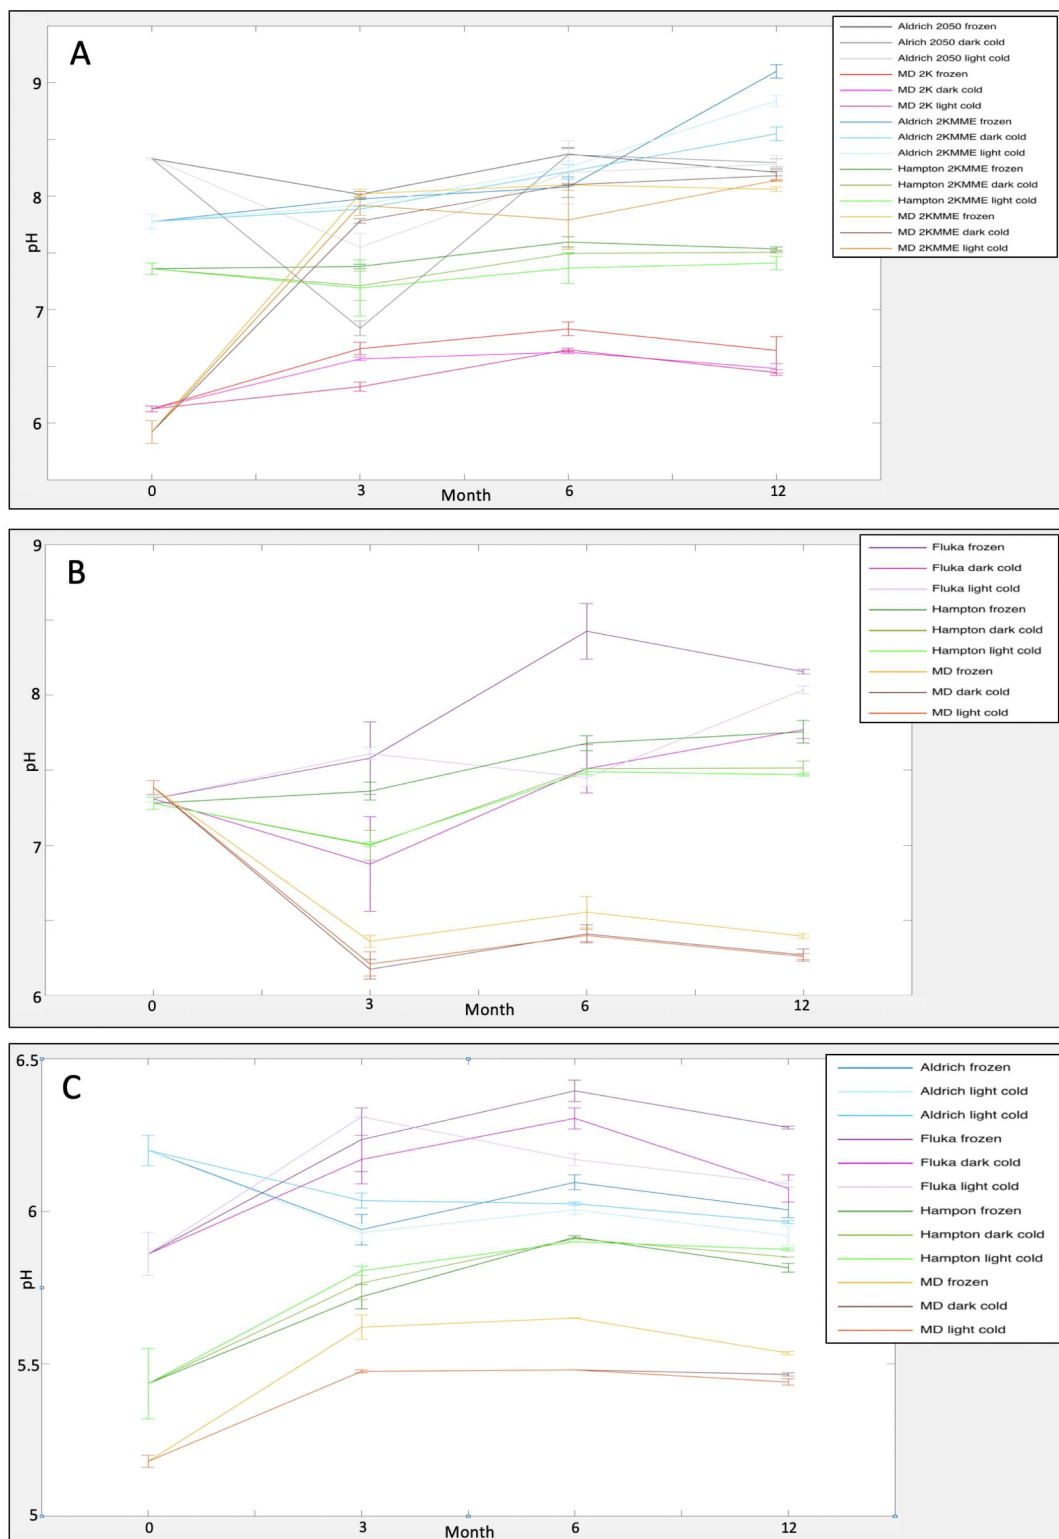 A
9
8
7
6
pH
0
3
6
12
Month
Aldrich 2050 frozen
Alrich 2050 dark cold
Aldrich 2050 light cold
MD 2K frozen
MD 2K dark cold
MD 2K light cold
Aldrich 2KMME frozen
Aldrich 2KMME dark cold
Aldrich 2KMME light cold
Hampton 2KMME frozen
Hampton 2KMME dark cold
Hampton 2KMME light cold
MD 2KMME frozen
MD 2KMME dark cold
MD 2KMME light cold
B
9
8
7
6
pH
0
3
6
12
Month
Fluka frozen
Fluka dark cold
Fluka light cold
Hampton frozen
Hampton dark cold
Hampton light cold
MD frozen
MD dark cold
MD light cold
C
6.5
6
5.5
5
pH
0
3
6
12
Month
Aldrich frozen
Aldrich light cold
Aldrich light cold
Fluka frozen
Fluka dark cold
Fluka light cold
Hampon frozen
Hampton dark cold
Hampton light cold
MD frozen
MD dark cold
MD light cold